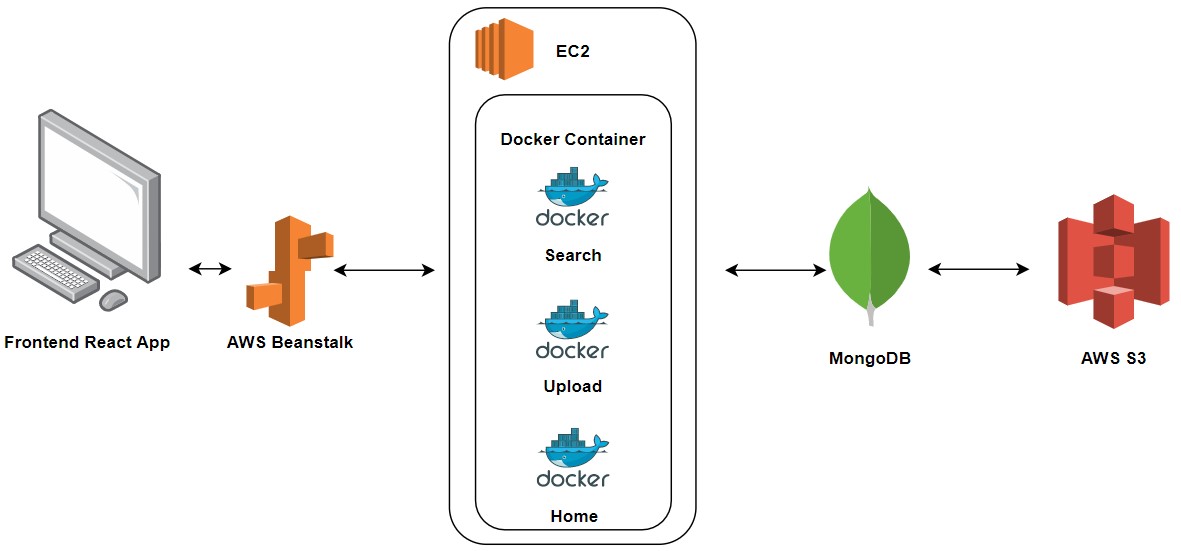 EC2
Docker Container
docker
Search
docker
Upload
docker
Home
Frontend React App
AWS Beanstalk
MongoDB
AWS S3